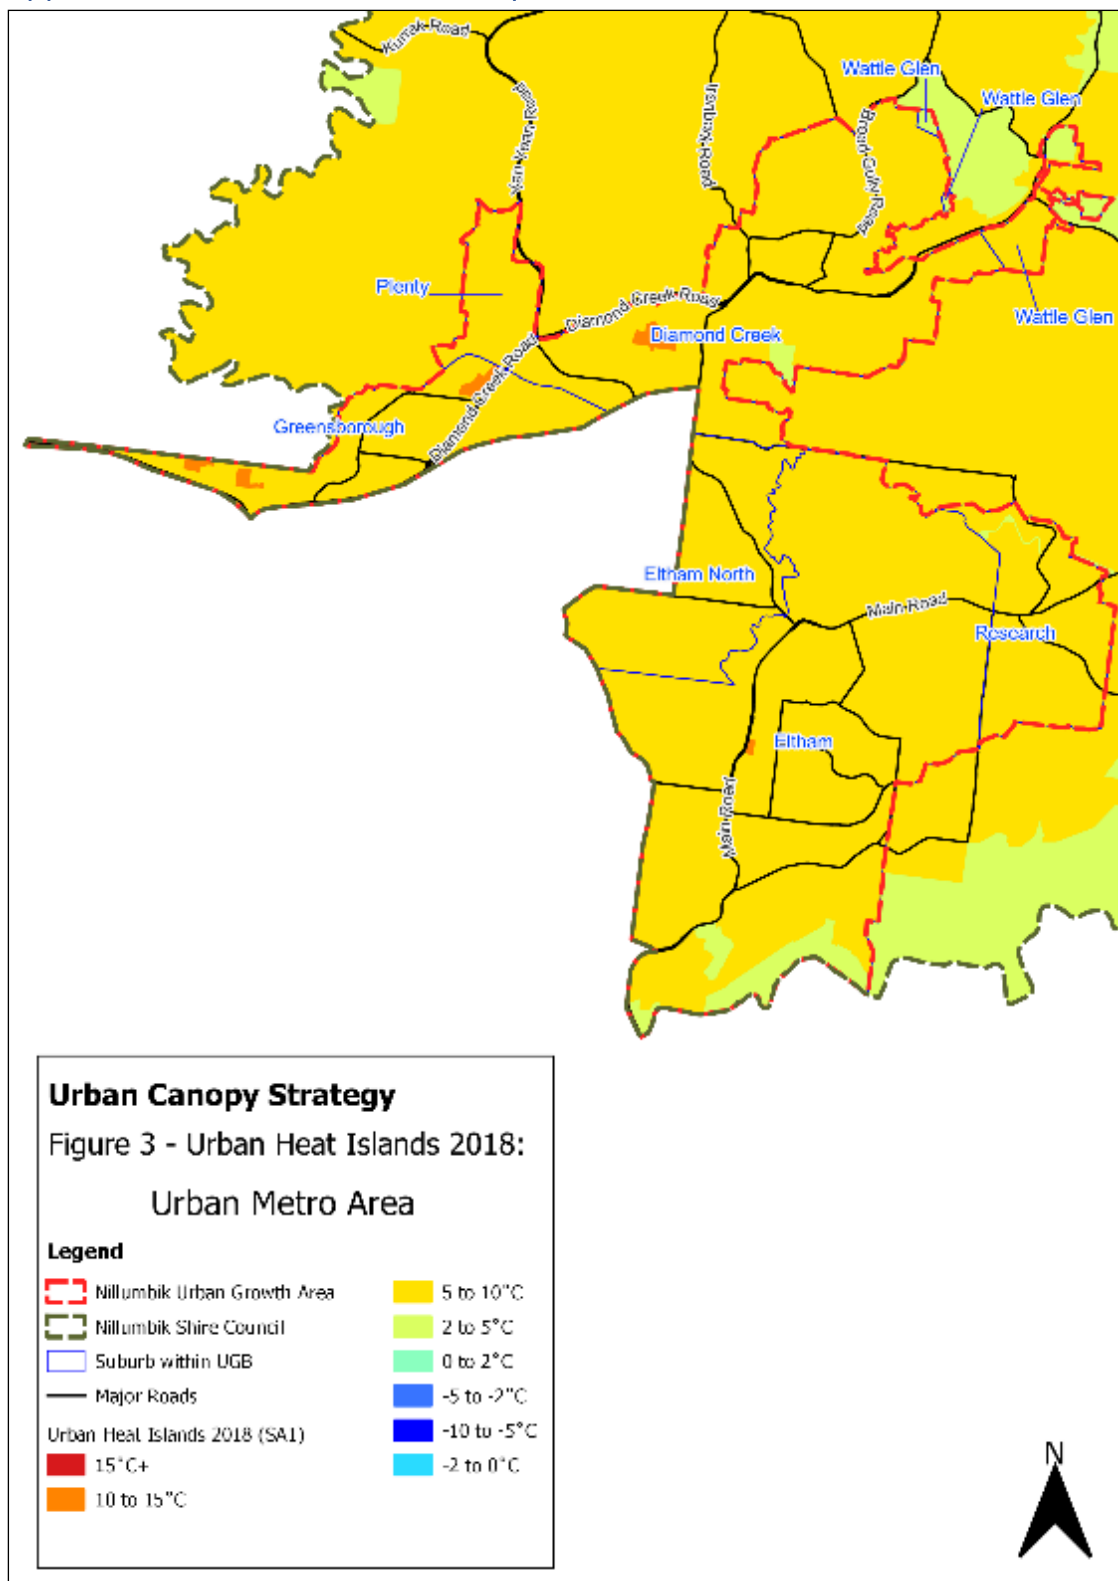 Kurrak Road
Wattle Glen
Wattle Glen
Yan Yean Road
Ironbark Road
Broad Gully Road
Plenty
Diamond Creek Road
Wattle Glen
Diamond Creek
Diamond Creek Road
Greensborough
Eltham North
Main Road
Research
Eltham
Main Road
Urban Canopy Strategy
Figure 3 - Urban Heat Islands 2018:
Urban Metro Area
Legend
Nillumbik Urban Growth Area
Nillumbik Shire Council
Suburb within UGB
Major Roads
Urban Heat Islands 2018 (SA1)
15°C+
10 to 15°C
5 to 10°C
2 to 5°C
0 to 2°C
-5 to -2°C
-10 to -5°C
-2 to 0°C
N